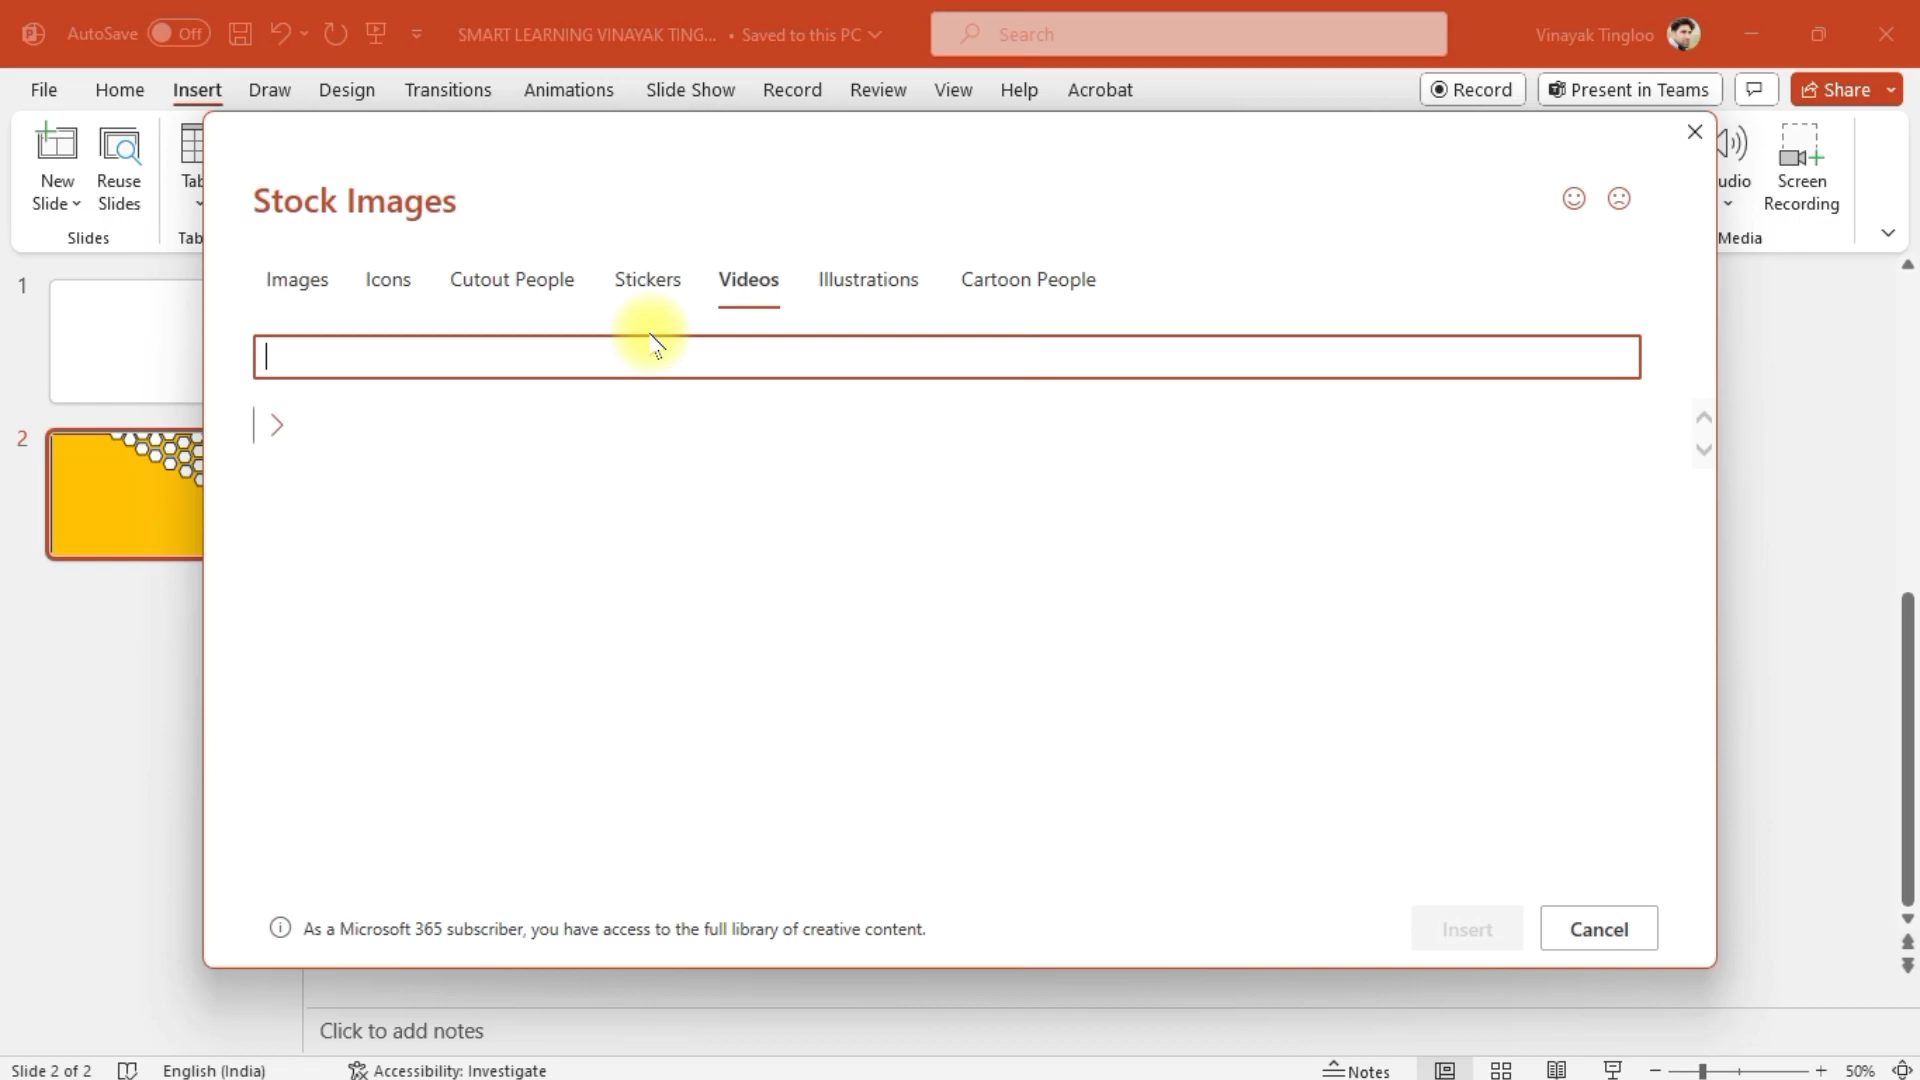 AutoSave Off SMART LEARNING VINAYAK TING... • Saved to this PC Search Vinayak Tingloo
File Home Insert Draw Design Transitions Animations Slide Show Record Review View Help Acrobat Record Present in Teams Share
New Slide
Reuse Slides
Tab
udio
Screen Recording
Slides Tab Media
Stock Images
Images Icons Cutout People Stickers Videos Illustrations Cartoon People
1
2
As a Microsoft 365 subscriber, you have access to the full library of creative content.
Insert Cancel
Click to add notes
Slide 2 of 2 English (India) Accessibility: Investigate Notes 50%